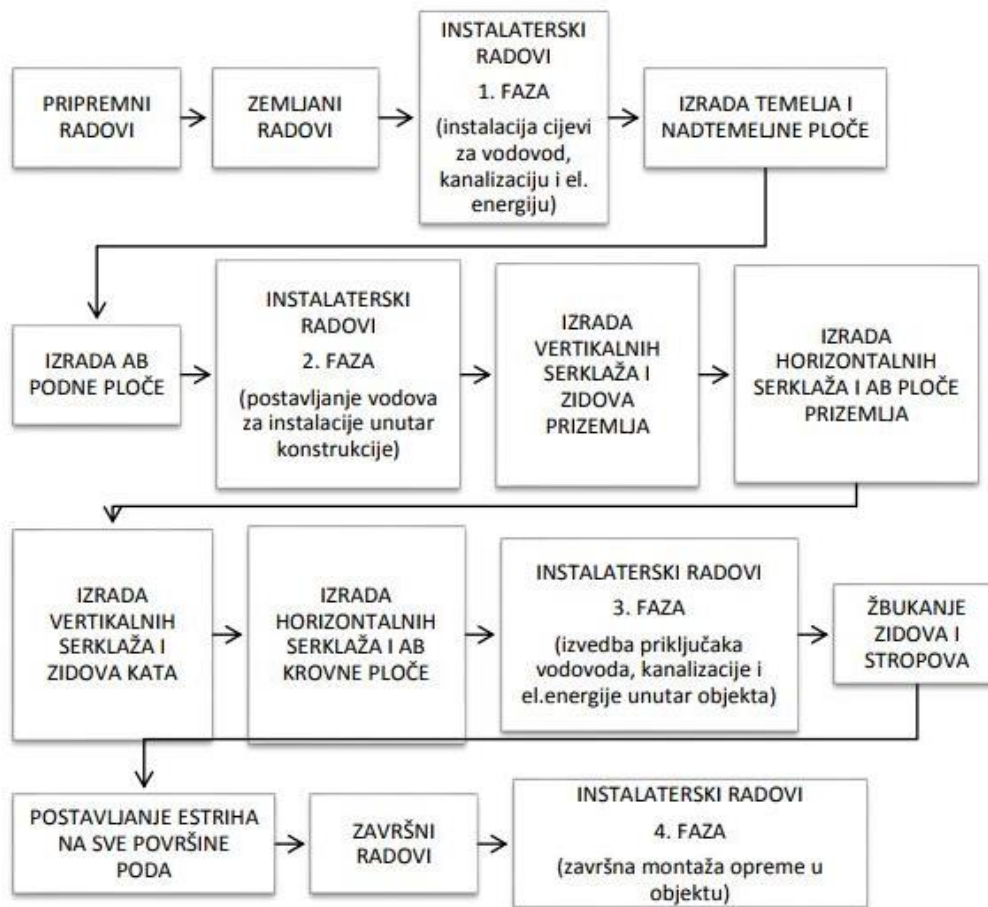 PRIPREMNI
RADOVI
ZEMLJANI
RADOVI
INSTALATERSKI
RADOVI
1. FAZA
(instalacija cijevi
za vodovod,
kanalizaciju i el.
energiju)
IZRADA TEMELJA I
NADTEMELJNE PLOČE
IZRADA AB
PODNE PLOČE
INSTALATERSKI
RADOVI
2. FAZA
(postavljanje vodova
za instalacije unutar
konstrukcije)
IZRADA
VERTIKALNIH
SERKLAŽA I
ZIDOVA
PRIZEMLJA
IZRADA
HORIZONTALNIH
SERKLAŽA I AB PLOČE
PRIZEMLJA
IZRADA
VERTIKALNIH
SERKLAŽA I
ZIDOVA KATA
IZRADA
HORIZONTALNIH
SERKLAŽA I AB
KROVNE PLOČE
INSTALATERSKI RADOVI
3. FAZA
(izvedba priključaka
vodovoda, kanalizacije i
el.energije unutar objekta)
ŽBUKANJE
ZIDOVA I
STROPOVA
POSTAVLJANJE ESTRIHA
NA SVE POVRŠINE
PODA
ZAVRŠNI
RADOVI
INSTALATERSKI RADOVI
4. FAZA
(završna montaža opreme u
objektu)